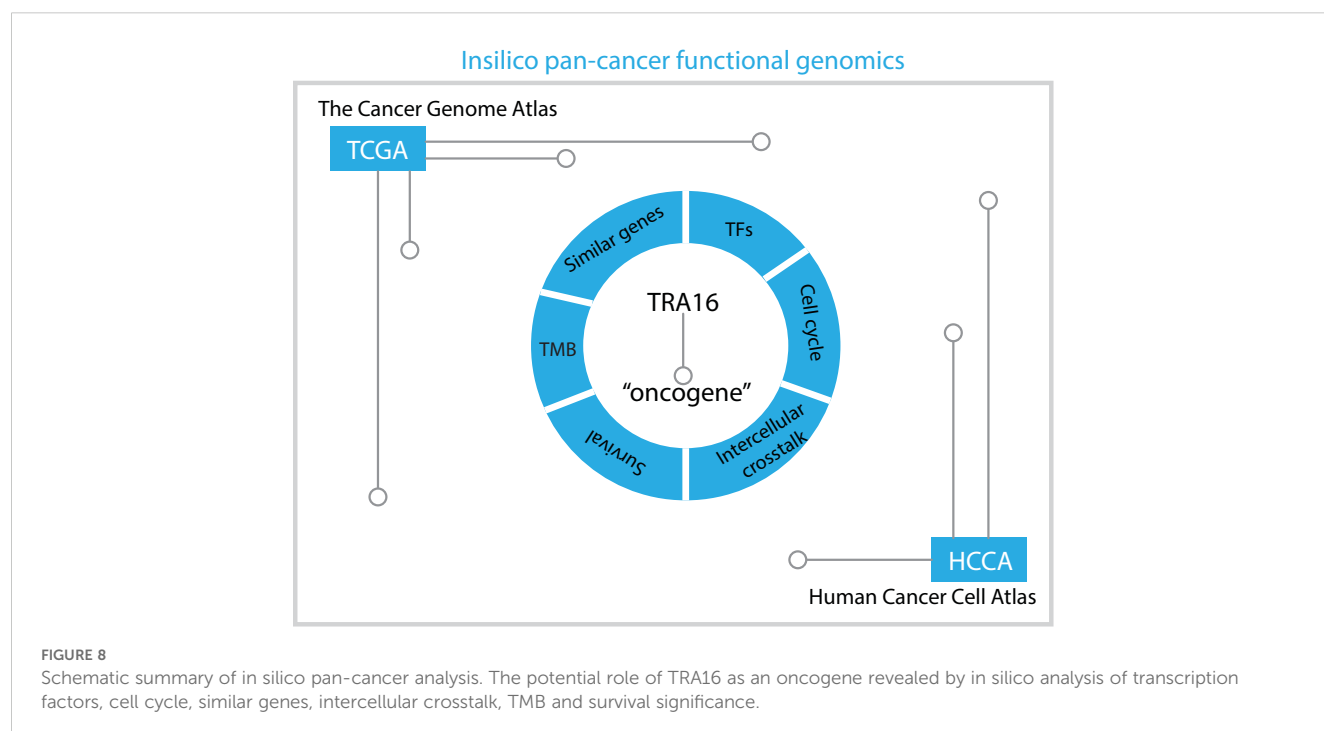 Insilico pan-cancer functional genomics
The Cancer Genome Atlas
TCGA
Similar genes
TFs
Cell cycle
TMB
TRA16
"oncogene"
Survival
Intercellular
crosstalk
HCCA
Human Cancer Cell Atlas
FIGURE 8
Schematic summary of in silico pan-cancer analysis. The potential role of TRA16 as an oncogene revealed by in silico analysis of transcription
factors, cell cycle, similar genes, intercellular crosstalk, TMB and survival significance.